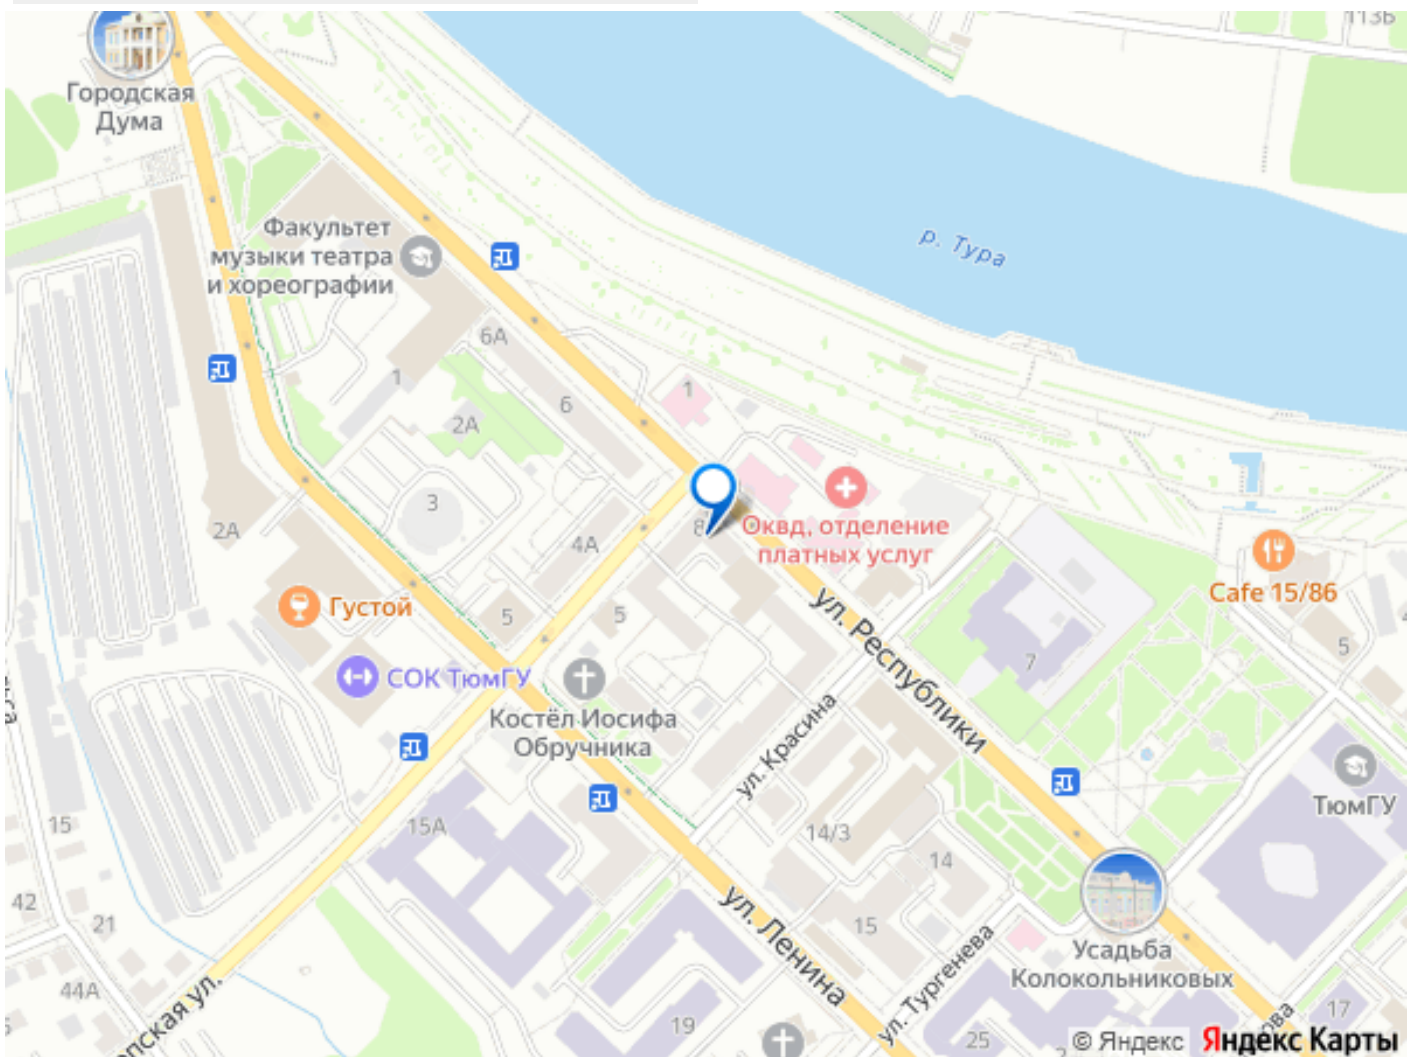 113Б
Городская
Дума
Факультет
музыки театра
и хореографии
р. Тура
6А
1
6
1
2А
3
2А
4А
8
Оквд, отделение
платных услуг
Cafe 15/86
Густой
5
5
ул. Республики
7
5
СОК ТюмГУ
Костёл Иосифа
Обручника
ул. Красина
ТюмГУ
15
15А
14/3
14
42
21
ул. Ленина
15
ул. Тургенева
Усадьба
Колокольниковых
44А
19
25
17
© Яндекс
Яндекс Карты